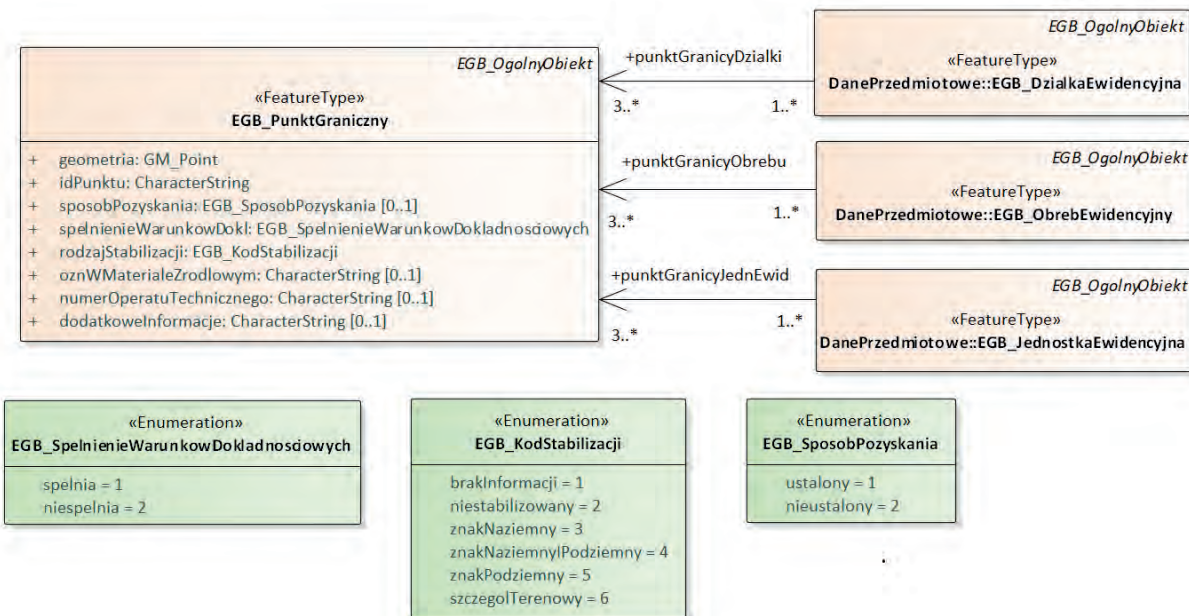 EGB_OgolnyObiekt
«FeatureType»
EGB_PunktGraniczny
+ geometria: GM_Point
+ idPunktu: CharacterString
+ sposobPozyskania: EGB_SposobPozyskania [0..1]
+ spelnienieWarunkowDokl: EGB_SpelnienieWarunkowDokladnosciowych
+ rodzajStabilizacji: EGB_KodStabilizacji
+ oznWMaterialeZrodlowym: CharacterString [0..1]
+ numerOperatuTechnicznego: CharacterString [0..1]
+ dodatkoweInformacje: CharacterString [0..1]
+punktGranicyDzialki
3..* 1..*
EGB_OgolnyObiekt
«FeatureType»
DanePrzedmiotowe::EGB_DzialkaEwidencyjna
+punktGranicyObrebu
3..* 1..*
EGB_OgolnyObiekt
«FeatureType»
DanePrzedmiotowe::EGB_ObrebEwidencyjny
+punktGranicyJednEwid
3..* 1..*
EGB_OgolnyObiekt
«FeatureType»
DanePrzedmiotowe::EGB_JednostkaEwidencyjna
«Enumeration»
EGB_SpelnienieWarunkowDokladnosciowych
spelnia = 1
niespelnia = 2
«Enumeration»
EGB_KodStabilizacji
brakInformacji = 1
niestabilizowany = 2
znakNaziemny = 3
znakNaziemnyIPodziemny = 4
znakPodziemny = 5
szczegolTerenowy = 6
«Enumeration»
EGB_SposobPozyskania
ustalony = 1
nieustalony = 2